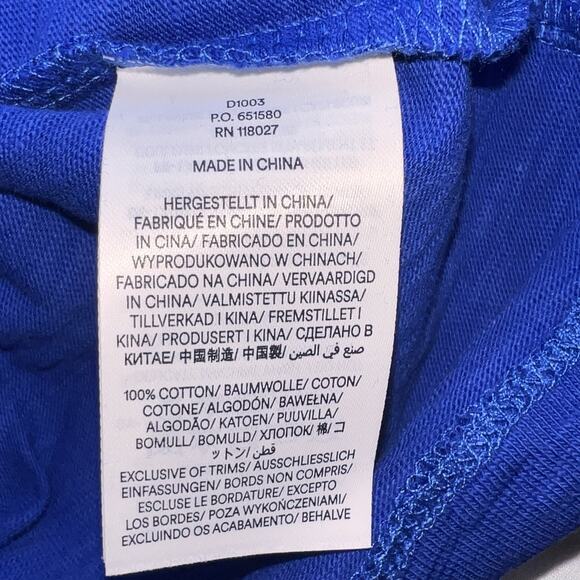 D1003
P.O. 651580
RN 118027
MADE IN CHINA
HERGESTELLT IN CHINA/
FABRIQUÉ EN CHINE/ PRODOTTO
IN CINA/ FABRICADO EN CHINA/
WYPRODUKOWANO W CHINACH/
FABRICADO NA CHINA/ VERVAARDIGD
IN CHINA/ VALMISTETTU KIINASSA/
TILLVERKAD I KINA/ FREMSTILLET I
KINA/ PRODUSERT I KINA/ СДЕЛАНО В
КИТАЕ/ 中国制造/ 中國製/ صنع في الصين/
100% COTTON/ BAUMWOLLE/ COTON/
COTONE/ ALGODÓN/ BAWEŁNA/
ALGODÃO/ KATOEN/ PUUVILLA/
BOMULL/ BOMULD/ ХЛОПОК/ 棉/ コ
ットン/ قطن/
EXCLUSIVE OF TRIMS/ AUSSCHLIESSLICH
EINFASSUNGEN/ BORDS NON COMPRIS/
ESCLUSE LE BORDATURE/ EXCEPTO
LOS BORDES/ POZA WYKOŃCZENIEM/
EXCLUINDO OS ACABAMENTO/ BEHALVE